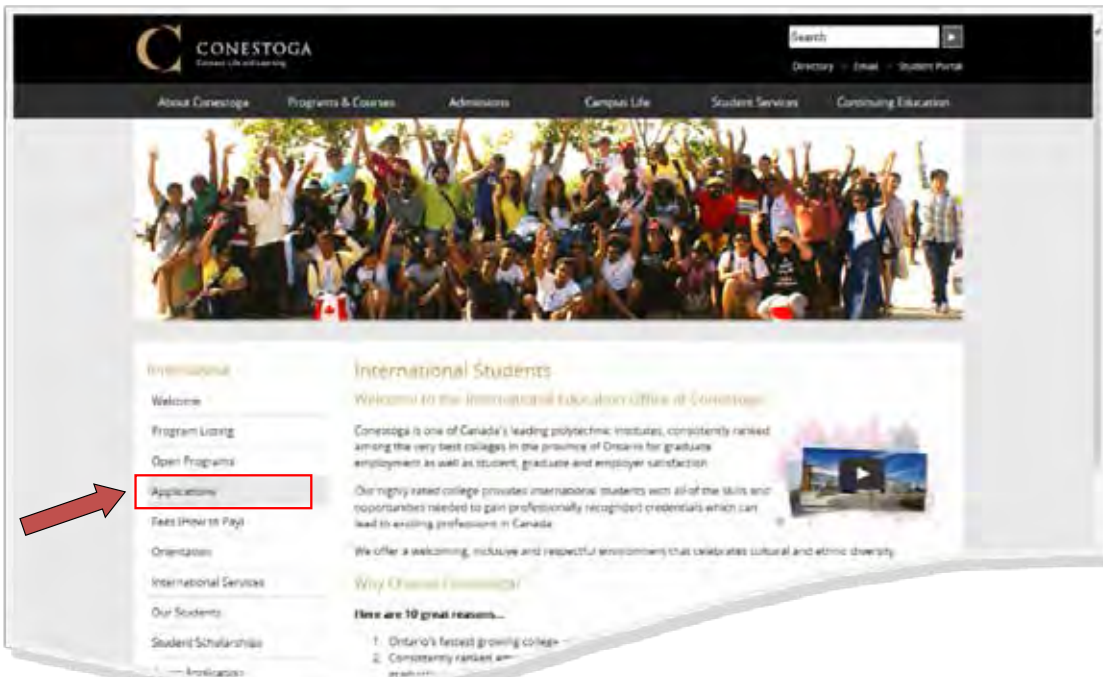 CONESTOGA
Connect Life and Learning
Search
Directory - Email - Student Portal
About Conestoga Programs & Courses Admissions Campus Life Student Services Continuing Education
International
Welcome
Program Listing
Open Programs
Applications
Fees (How to Pay)
Orientation
International Services
Our Students
Student Scholarships
International Students
Welcome to the International Education Office at Conestoga!
Conestoga is one of Canada's leading polytechnic institutes, consistently ranked
among the very best colleges in the province of Ontario for graduate
employment as well as student, graduate and employer satisfaction.
Our highly rated college provides international students with all of the skills and
opportunities needed to gain professionally recognized credentials which can
lead to exciting professions in Canada.
We offer a welcoming, inclusive and respectful environment that celebrates cultural and ethnic diversity.
Why Choose Conestoga?
Here are 10 great reasons...
1. Ontario's fastest growing college
2. Consistently ranked